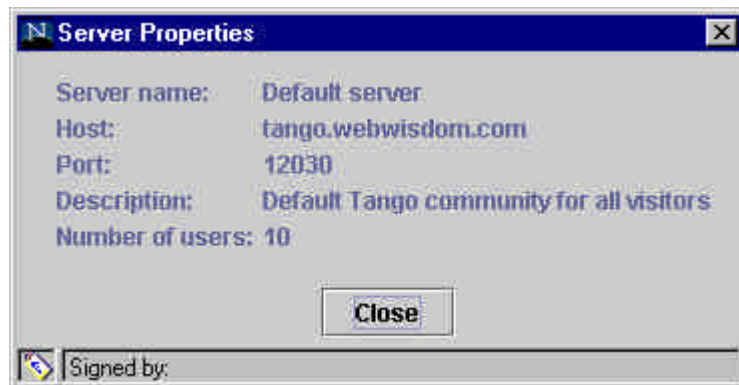 Server Properties
Server name: Default server
Host: tango.webwisdom.com
Port: 12030
Description: Default Tango community for all visitors
Number of users: 10
Close
Signed by: